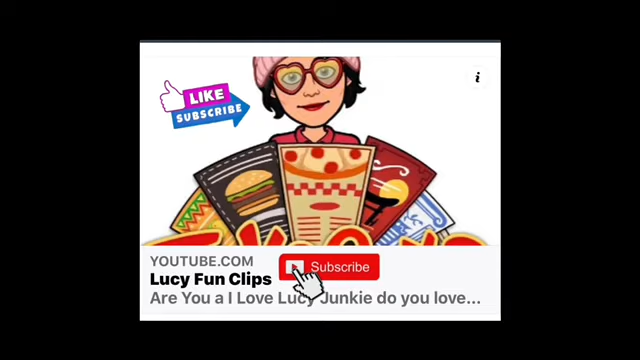 LIKE
SUBSCRIBE
i
YOUTUBE.COM
Subscribe
Lucy Fun Clips
Are You a I Love Lucy Junkie do you love...